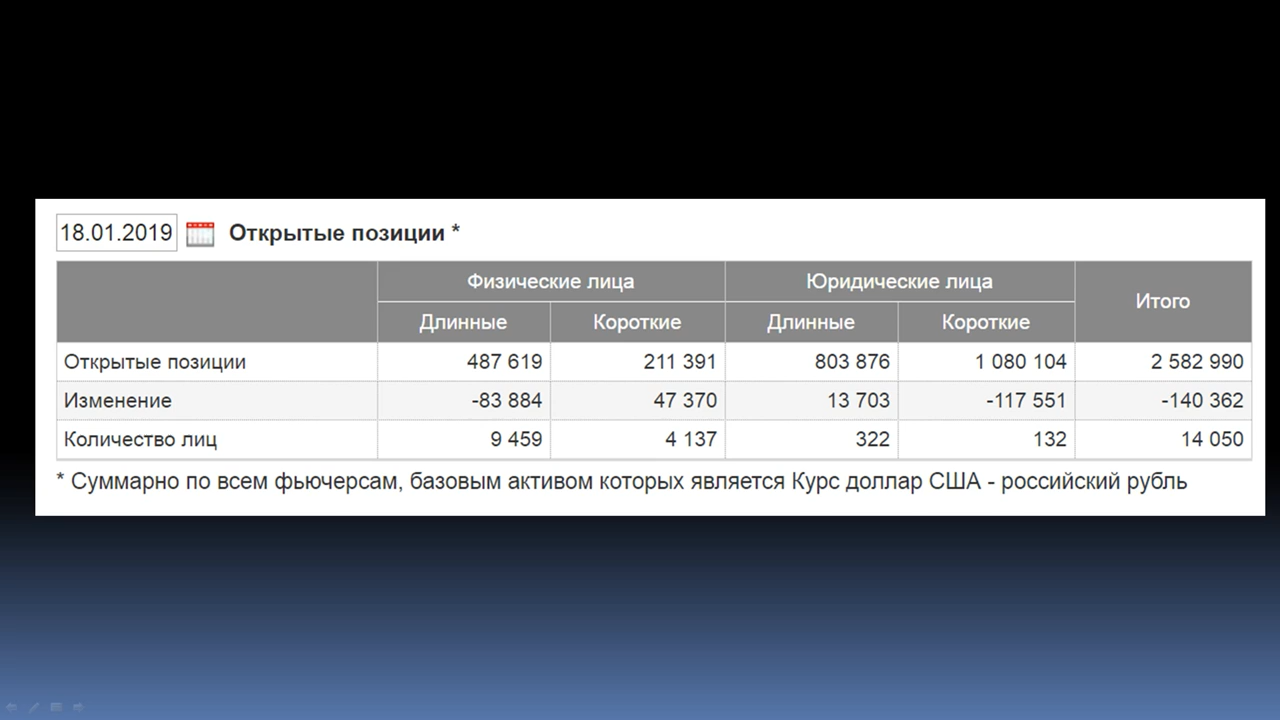 18.01.2019 Открытые позиции *
Физические лица Юридические лица Итого
Длинные Короткие Длинные Короткие
Открытые позиции 487 619 211 391 803 876 1 080 104 2 582 990
Изменение -83 884 47 370 13 703 -117 551 -140 362
Количество лиц 9 459 4 137 322 132 14 050
* Суммарно по всем фьючерсам, базовым активом которых является Курс доллар США - российский рубль